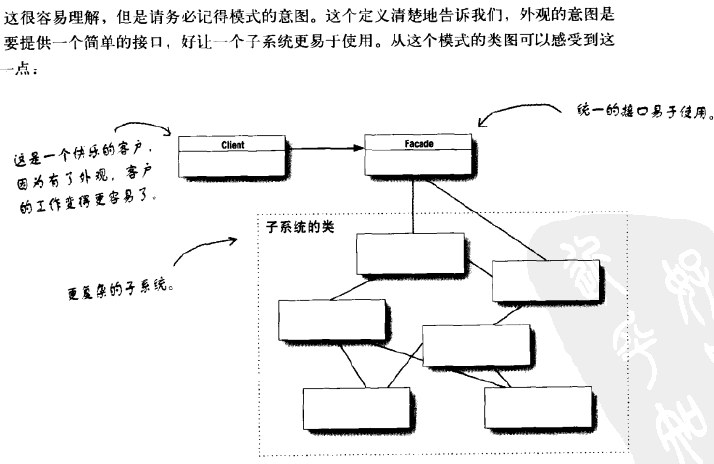 这很容易理解，但是请务必记得模式的意图。这个定义清楚地告诉我们，外观的意图是
要提供一个简单的接口，好让一个子系统更易于使用。从这个模式的类图可以感受到这
一点：
统一的接口易于使用。
Client
Facade
这是一个快乐的客户，
因为有了外观，客户
的工作变得更容易了。
子系统的类
更复杂的子系统。